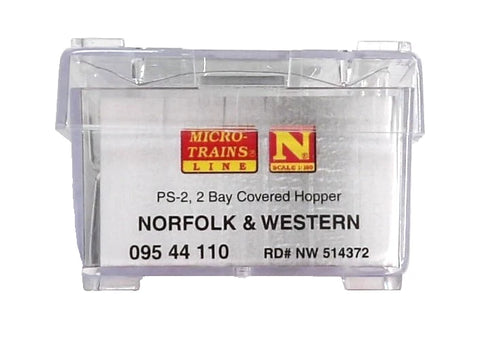 MICRO-
TRAINS®
LINE
N®
SCALE 1:160
PS-2, 2 Bay Covered Hopper
NORFOLK & WESTERN
095 44 110 RD# NW 514372